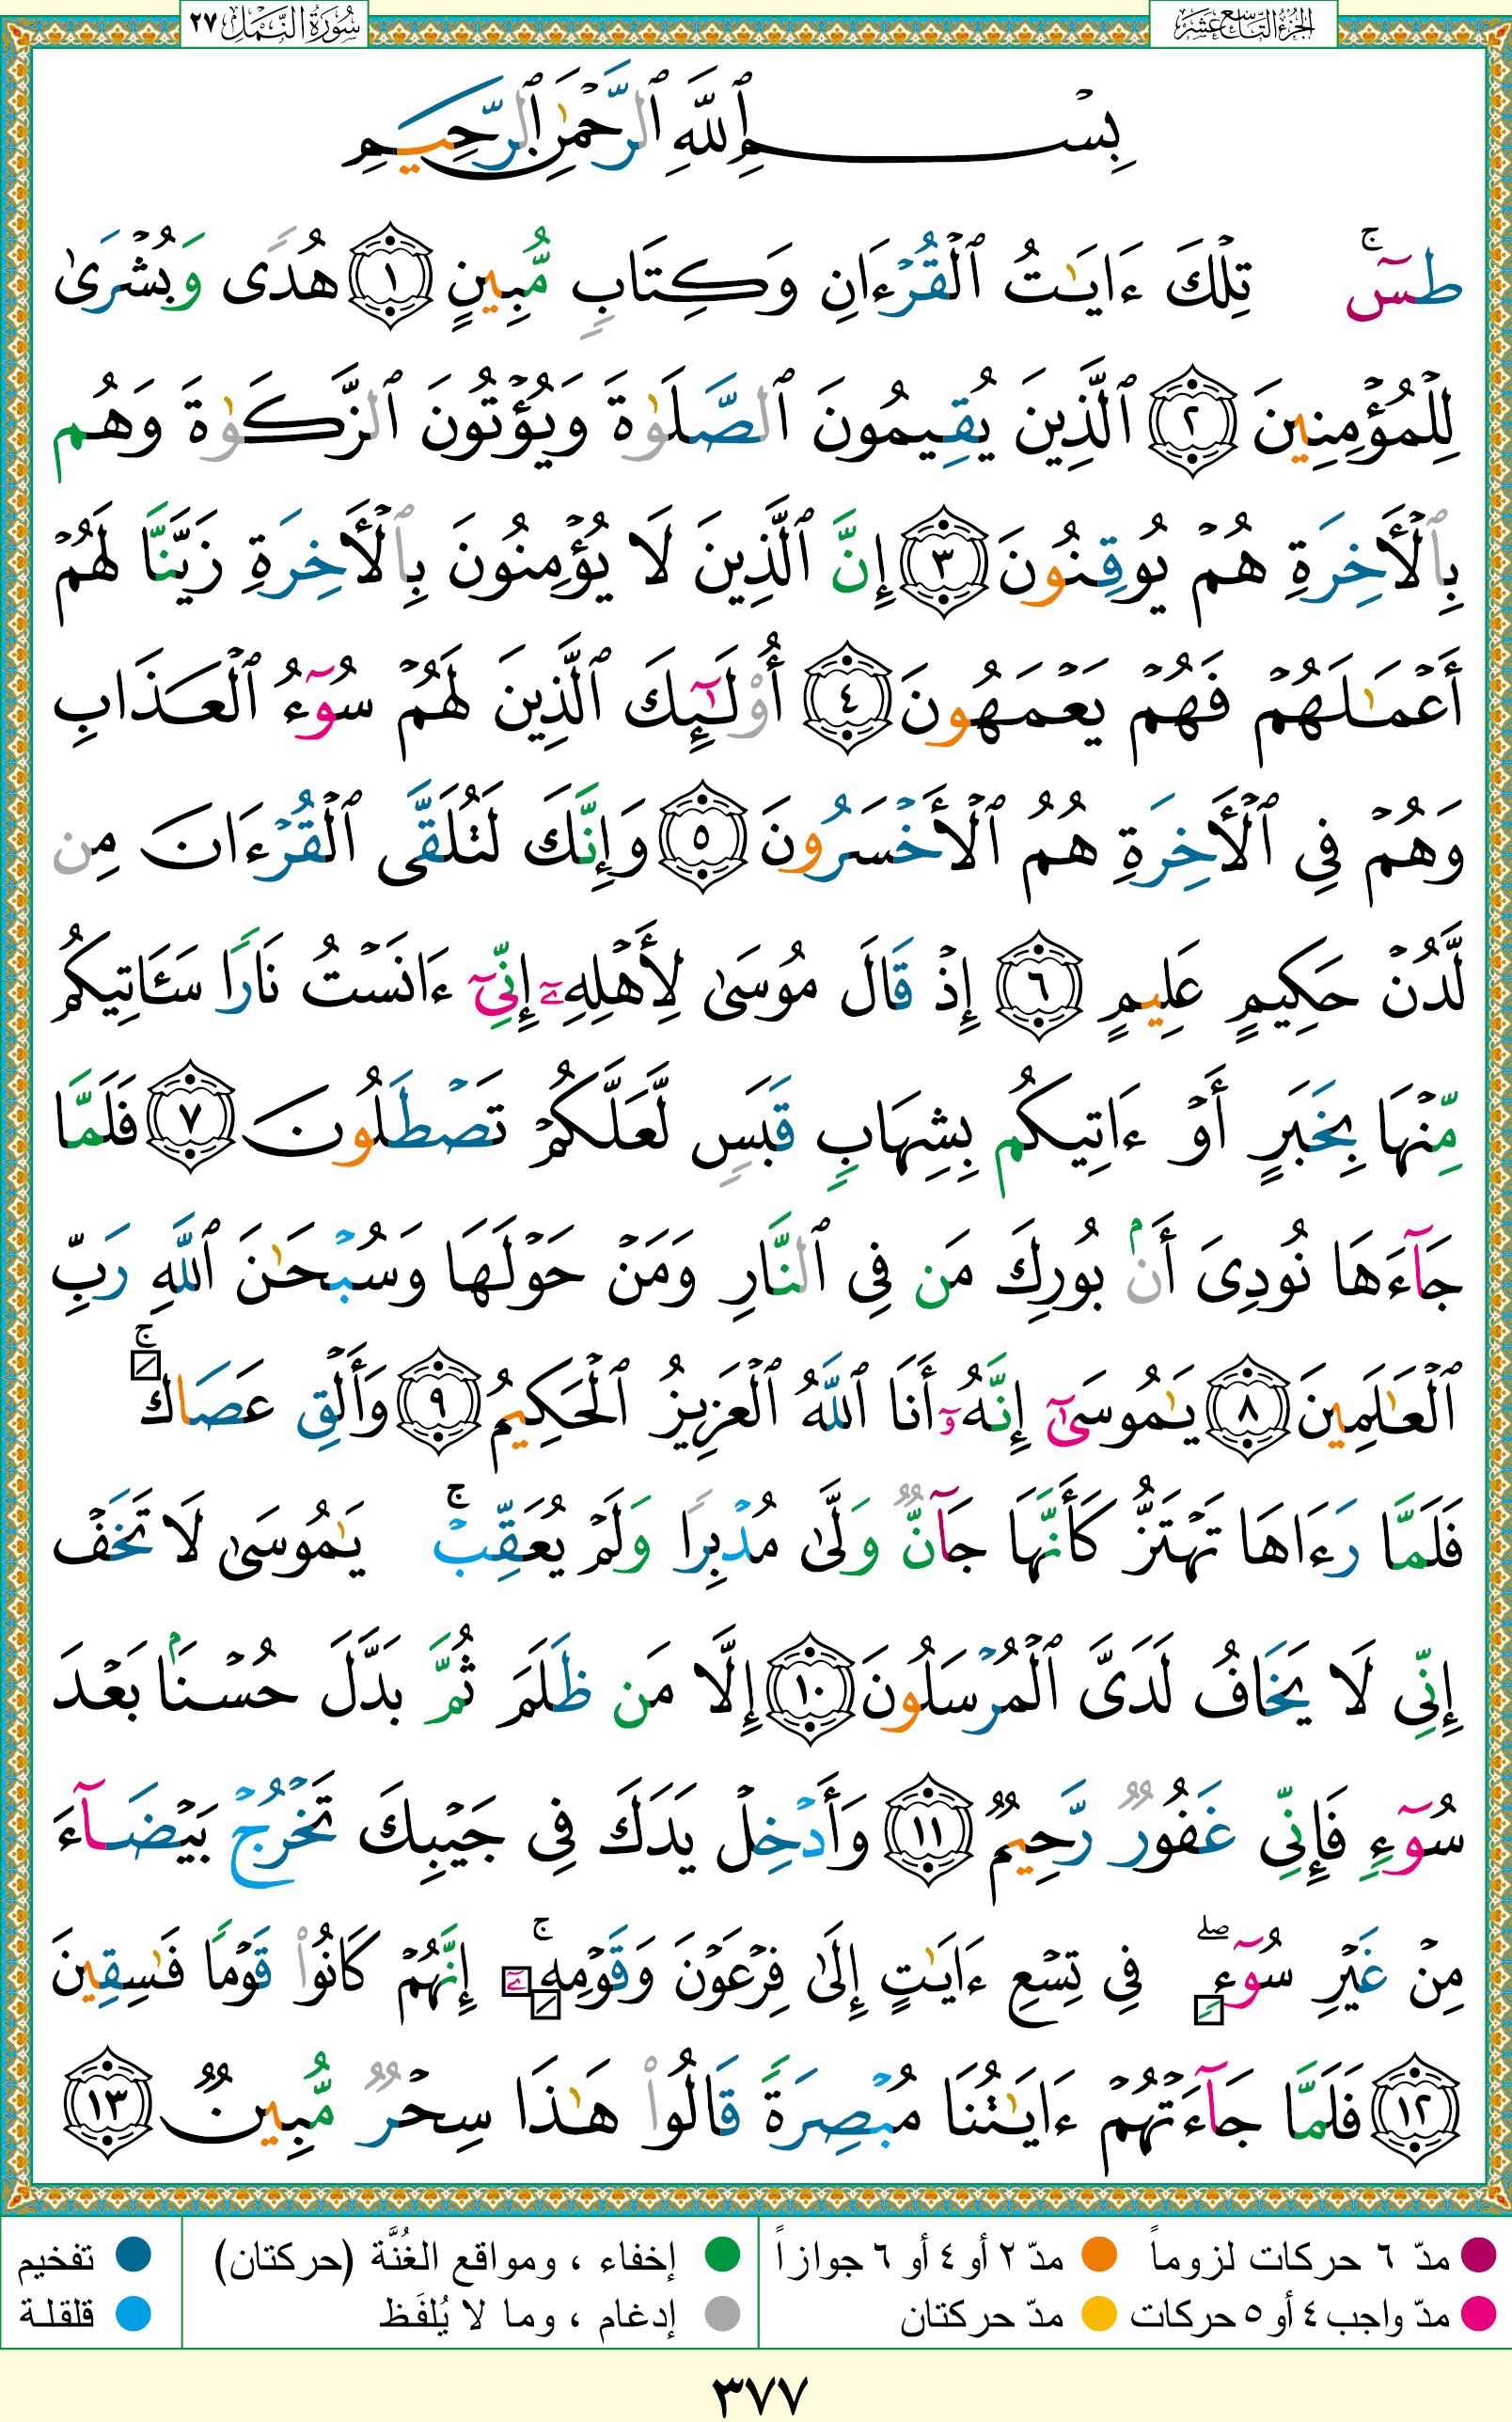 الجزء التاسع عشر
سورة النمل ٢٧
بِسْمِ ٱللَّهِ ٱلرَّحْمَٰنِ ٱلرَّحِيمِ
طسٓۚ تِلْكَ ءَايَٰتُ ٱلْقُرْءَانِ وَكِتَابٍ مُّبِينٍ ١ هُدًى وَبُشْرَىٰ
لِلْمُؤْمِنِينَ ٢ ٱلَّذِينَ يُقِيمُونَ ٱلصَّلَوٰةَ وَيُؤْتُونَ ٱلزَّكَوٰةَ وَهُم
بِٱلْأَخِرَةِ هُمْ يُوقِنُونَ ٣ إِنَّ ٱلَّذِينَ لَا يُؤْمِنُونَ بِٱلْأَخِرَةِ زَيَّنَّا لَهُمْ
أَعْمَٰلَهُمْ فَهُمْ يَعْمَهُونَ ٤ أُو۟لَٰٓئِكَ ٱلَّذِينَ لَهُمْ سُوٓءُ ٱلْعَذَابِ
وَهُمْ فِى ٱلْأَخِرَةِ هُمُ ٱلْأَخْسَرُونَ ٥ وَإِنَّكَ لَتُلَقَّى ٱلْقُرْءَانَ مِن
لَّدُنْ حَكِيمٍ عَلِيمٍ ٦ إِذْ قَالَ مُوسَىٰ لِأَهْلِهِۦٓ إِنِّىٓ ءَانَسْتُ نَارًا سَـَٔاتِيكُم
مِّنْهَا بِخَبَرٍ أَوْ ءَاتِيكُم بِشِهَابٍ قَبَسٍ لَّعَلَّكُمْ تَصْطَلُونَ ٧ فَلَمَّا
جَآءَهَا نُودِىَ أَنۢ بُورِكَ مَن فِى ٱلنَّارِ وَمَنْ حَوْلَهَا وَسُبْحَٰنَ ٱللَّهِ رَبِّ
ٱلْعَٰلَمِينَ ٨ يَٰمُوسَىٰٓ إِنَّهُۥٓ أَنَا ٱللَّهُ ٱلْعَزِيزُ ٱلْحَكِيمُ ٩ وَأَلْقِ عَصَاكَۚ
فَلَمَّا رَءَاهَا تَهْتَزُّ كَأَنَّهَا جَآنٌّ وَلَّىٰ مُدْبِرًا وَلَمْ يُعَقِّبْۚ يَٰمُوسَىٰ لَا تَخَفْ
إِنِّى لَا يَخَافُ لَدَىَّ ٱلْمُرْسَلُونَ ١٠ إِلَّا مَن ظَلَمَ ثُمَّ بَدَّلَ حُسْنًۢا بَعْدَ
سُوٓءٍ فَإِنِّى غَفُورٌ رَّحِيمٌ ١١ وَأَدْخِلْ يَدَكَ فِى جَيْبِكَ تَخْرُجْ بَيْضَآءَ
مِنْ غَيْرِ سُوٓءٍۖ فِى تِسْعِ ءَايَٰتٍ إِلَىٰ فِرْعَوْنَ وَقَوْمِهِۦٓۚ إِنَّهُمْ كَانُوا۟ قَوْمًا فَٰسِقِينَ
١٢ فَلَمَّا جَآءَتْهُمْ ءَايَٰتُنَا مُبْصِرَةً قَالُوا۟ هَٰذَا سِحْرٌ مُّبِينٌ ١٣
مدّ ٦ حركات لزوماً مدّ ٢ أو ٤ أو ٦ جوازاً إخفاء ، ومواقع الغُنَّة (حركتان) تفخيم
مدّ واجب ٤ أو ٥ حركات مدّ حركتان إدغام ، وما لا يُلفَظ قلقلة
٣٧٧